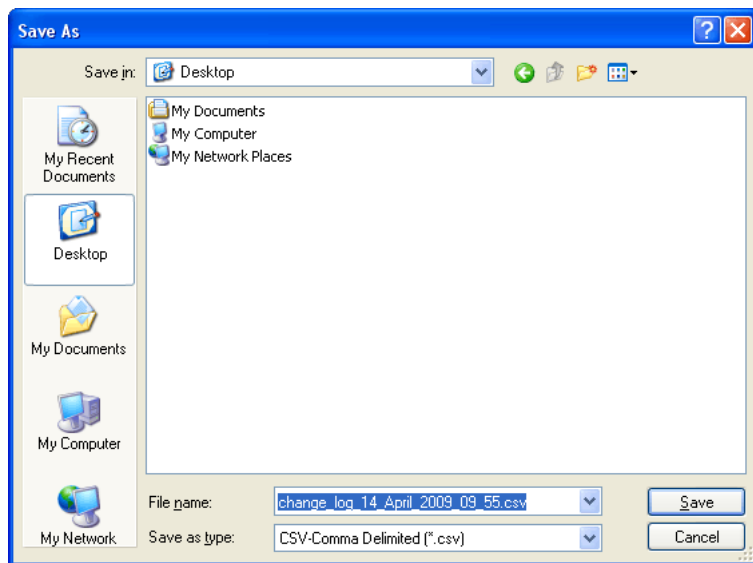 Save As
Save in: Desktop
My Recent Documents
Desktop
My Documents
My Computer
My Network
My Documents
My Computer
My Network Places
File name: change_log_14_April_2009_09_55.csv Save
Save as type: CSV-Comma Delimited (*.csv) Cancel